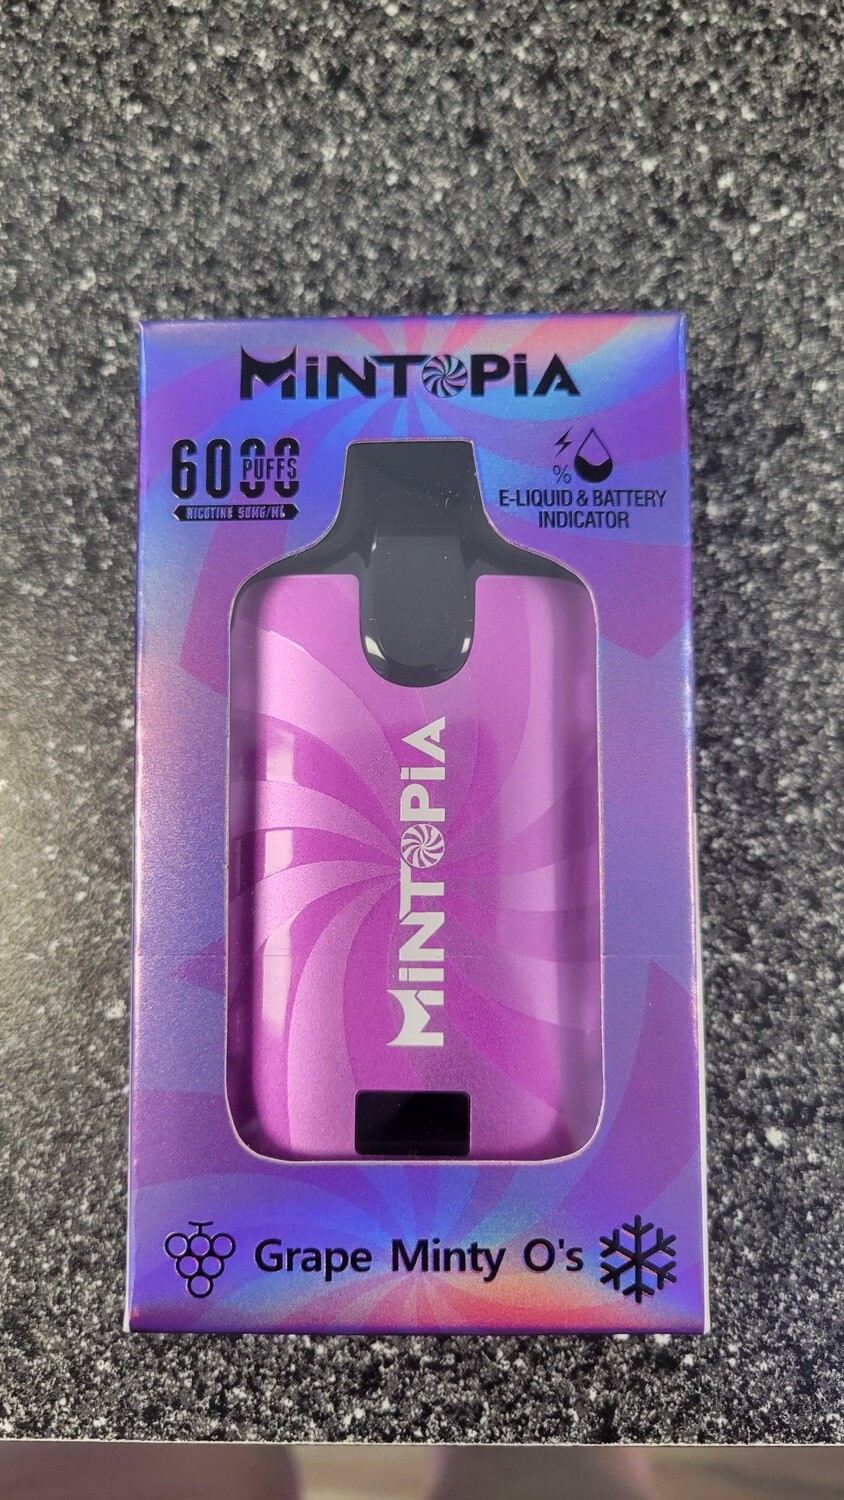 MiNTOPiA
6000 PUFFS
NICOTINE 50MG/ML
%
E-LIQUID & BATTERY
INDICATOR
MiNTOPiA
Grape Minty O's